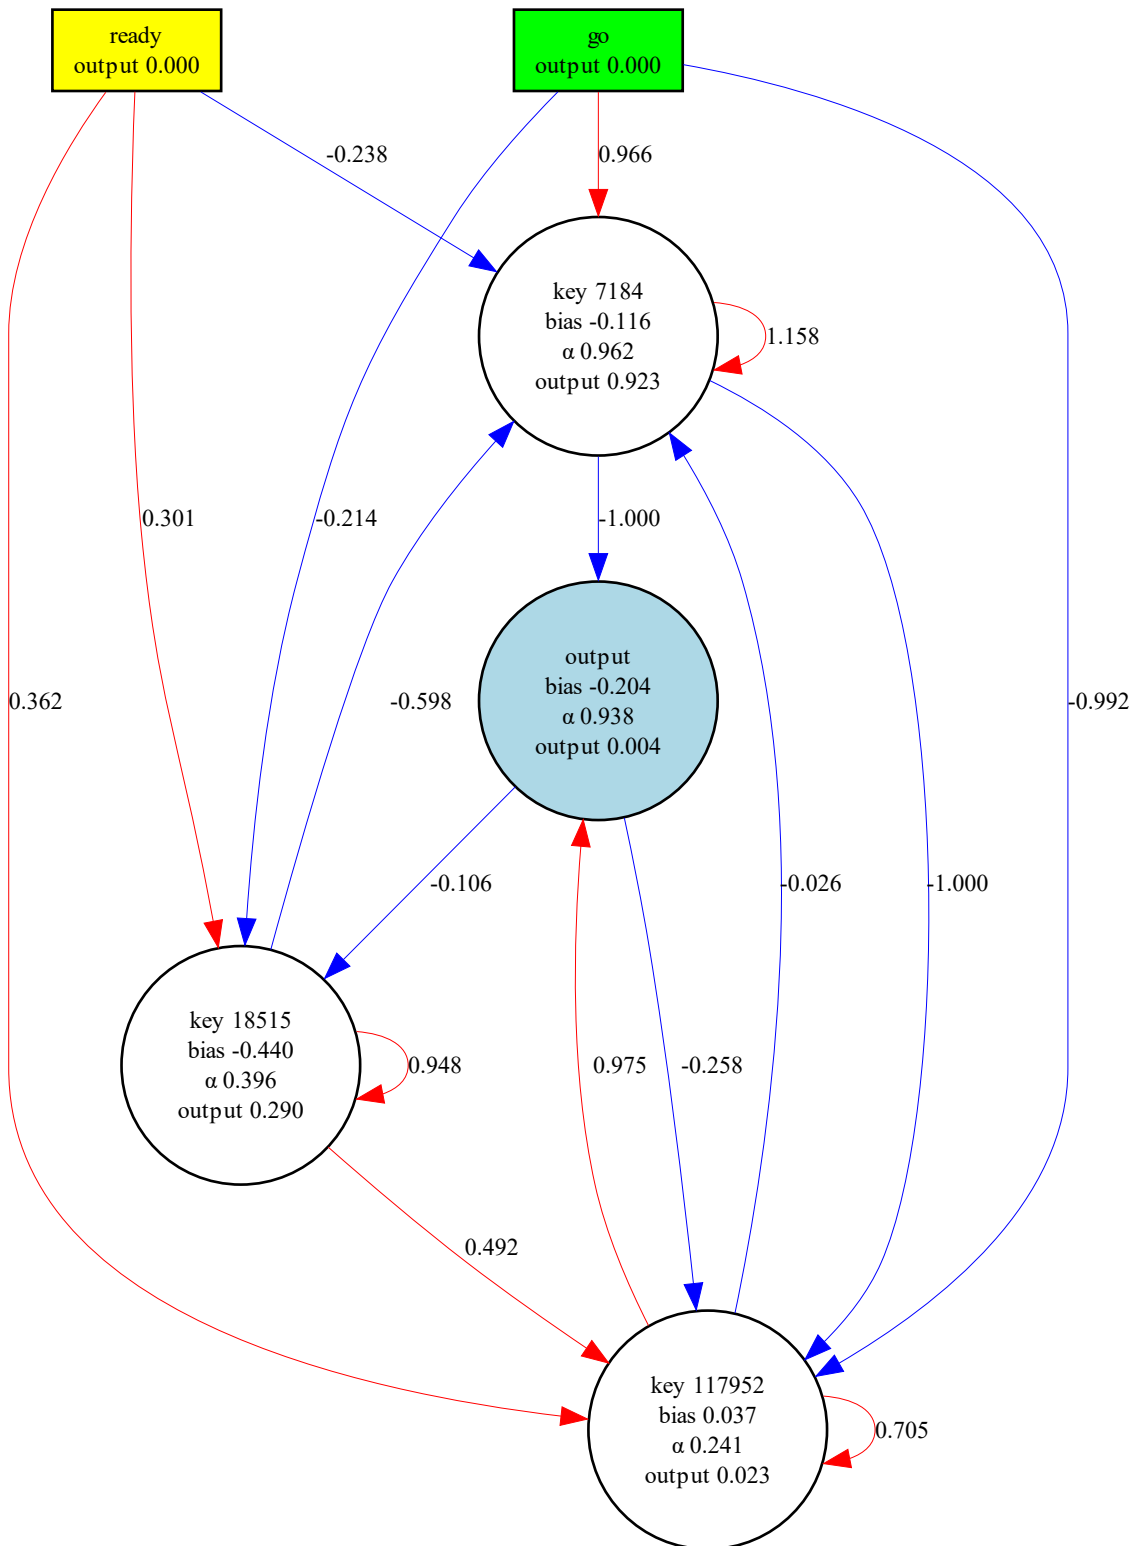 ready
output 0.000
go
output 0.000
-0.238
0.966
key 7184
bias -0.116
α 0.962
output 0.923
1.158
0.301
-0.214
-1.000
output
bias -0.204
α 0.938
output 0.004
0.362
-0.598
-0.992
-0.106
-0.026
-1.000
key 18515
bias -0.440
α 0.396
output 0.290
0.948
0.975
-0.258
0.492
key 117952
bias 0.037
α 0.241
output 0.023
0.705